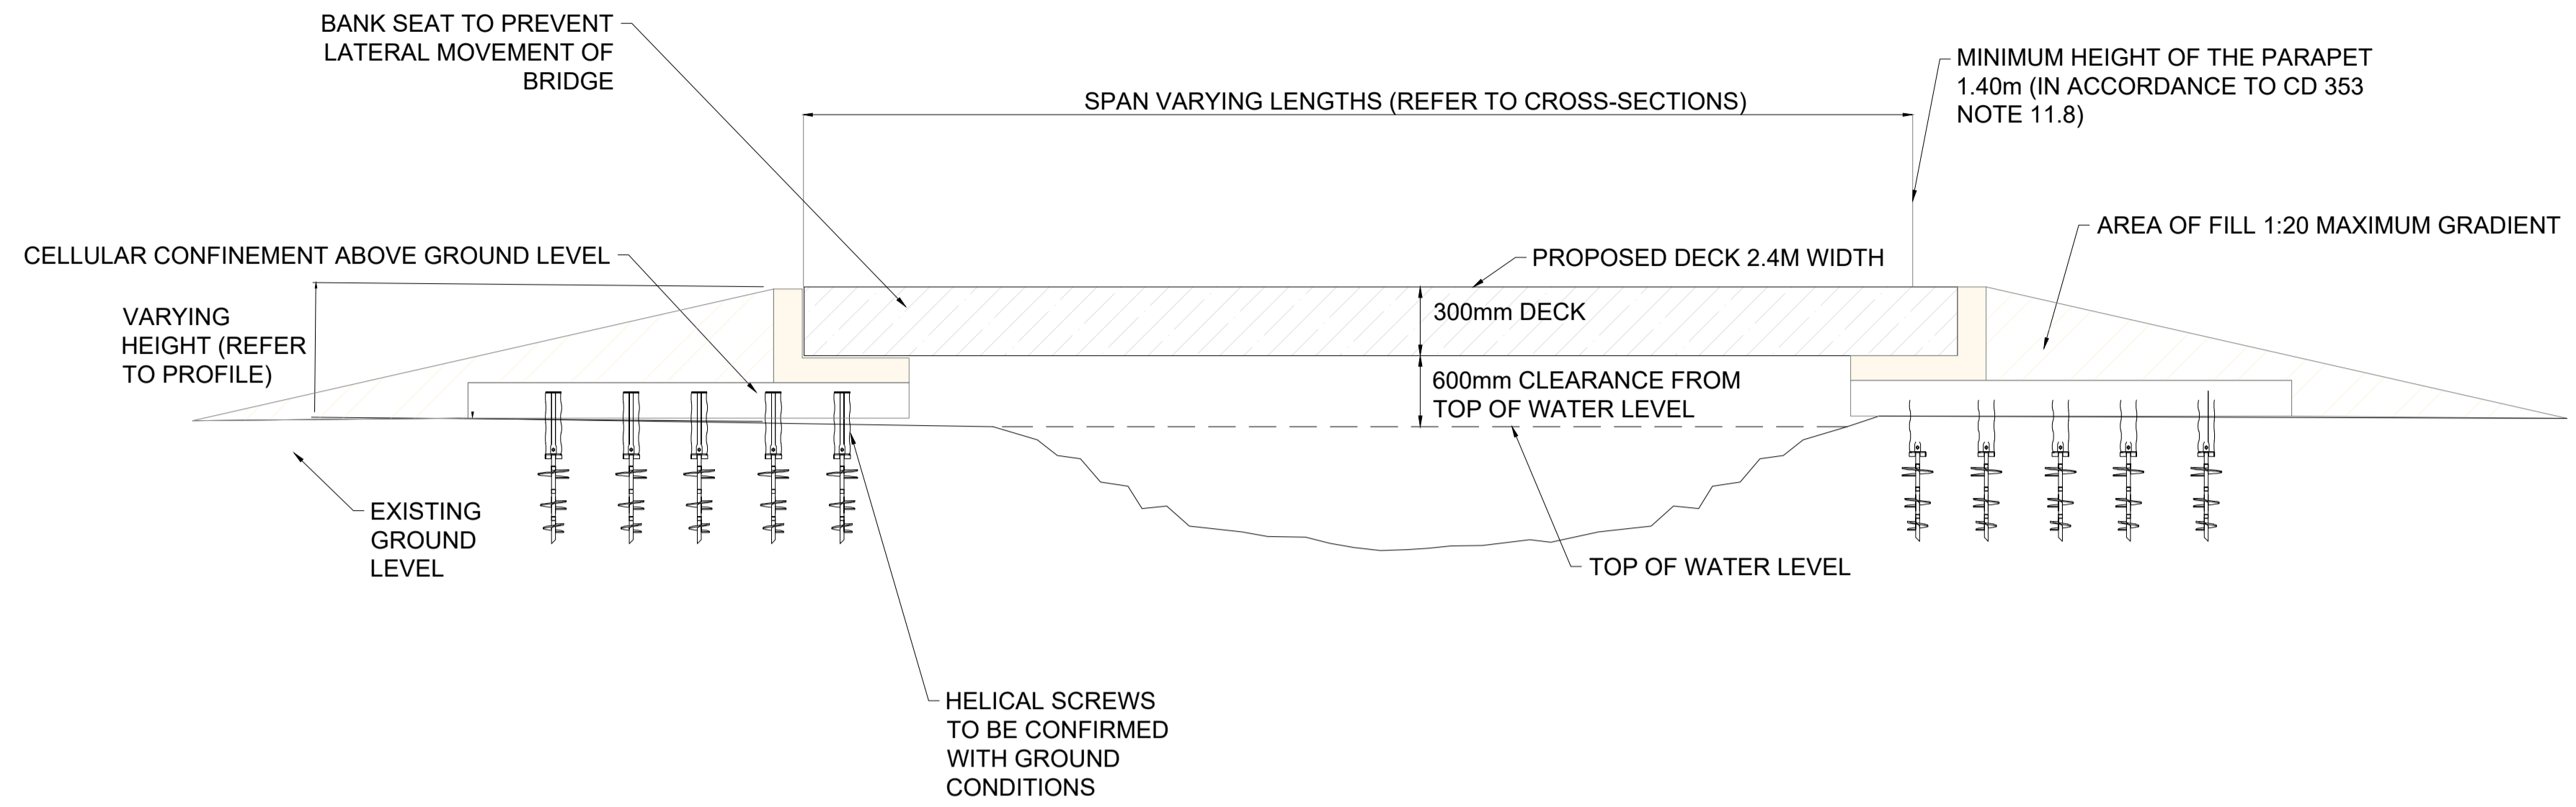 BANK SEAT TO PREVENT
LATERAL MOVEMENT OF
BRIDGE
MINIMUM HEIGHT OF THE PARAPET
1.40m (IN ACCORDANCE TO CD 353
NOTE 11.8)
SPAN VARYING LENGTHS (REFER TO CROSS-SECTIONS)
AREA OF FILL 1:20 MAXIMUM GRADIENT
CELLULAR CONFINEMENT ABOVE GROUND LEVEL
PROPOSED DECK 2.4M WIDTH
VARYING
HEIGHT (REFER
TO PROFILE)
300mm DECK
600mm CLEARANCE FROM
TOP OF WATER LEVEL
EXISTING
GROUND
LEVEL
TOP OF WATER LEVEL
HELICAL SCREWS
TO BE CONFIRMED
WITH GROUND
CONDITIONS